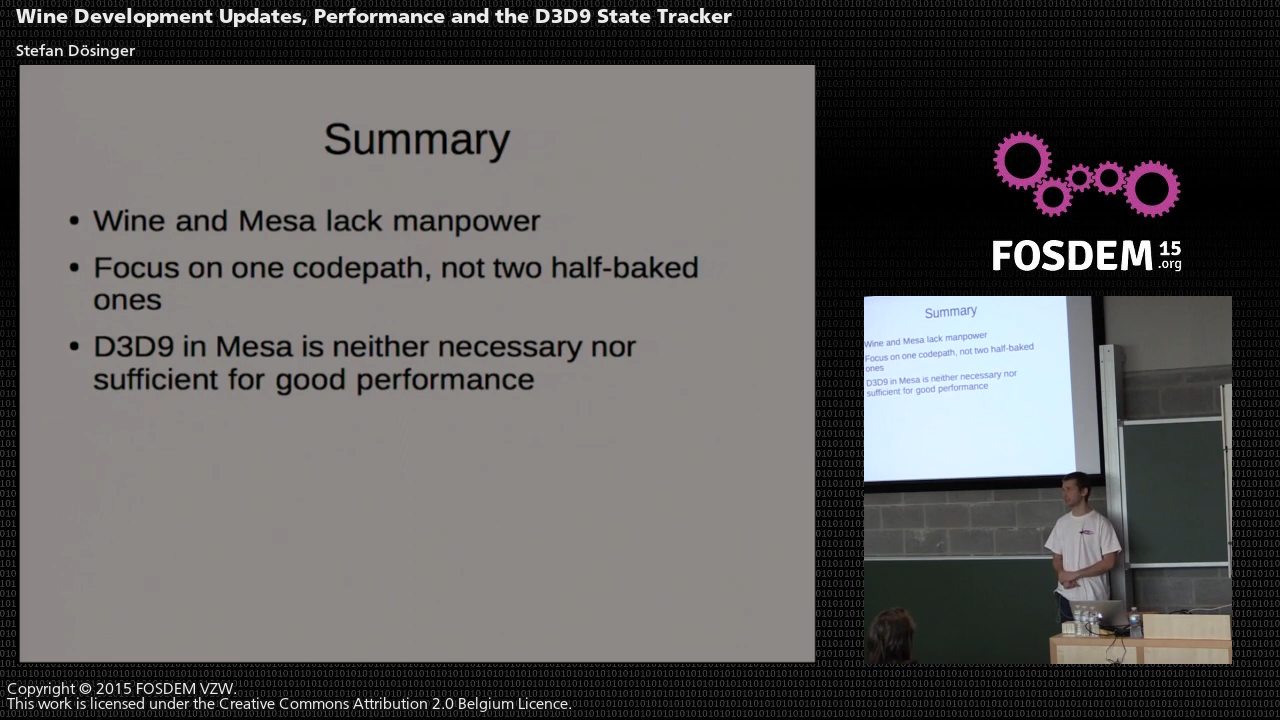 Wine Development Updates, Performance and the D3D9 State Tracker
Stefan Dösinger
Summary
• Wine and Mesa lack manpower
• Focus on one codepath, not two half-baked
ones
• D3D9 in Mesa is neither necessary nor
sufficient for good performance
FOSDEM 15
.org
Summary
Wine and Mesa lack manpower
Focus on one codepath, not two half-baked
ones
D3D9 in Mesa is neither necessary nor
sufficient for good performance
Copyright © 2015 FOSDEM VZW.
This work is licensed under the Creative Commons Attribution 2.0 Belgium Licence.